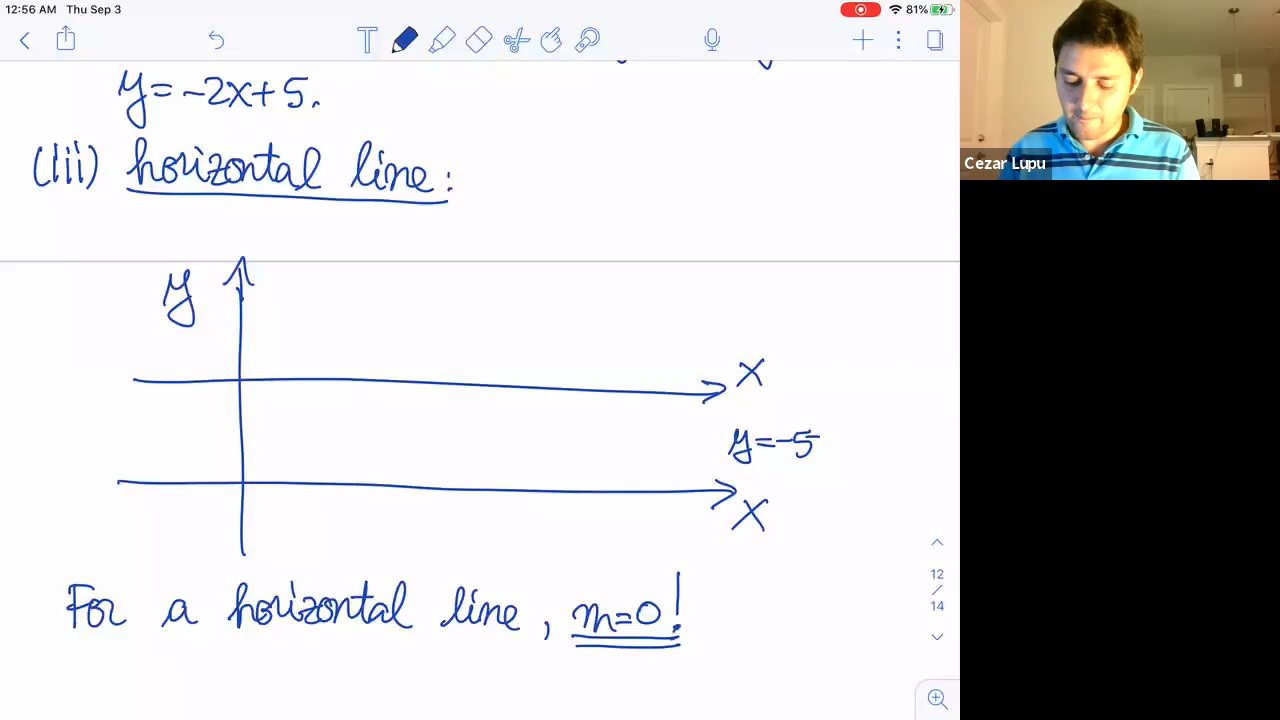 12:56 AM Thu Sep 3
81%
T
y=-2x+5.
(iii) horizontal line:
y
x
y=-5
x
For a horizontal line, m=0!
12
/
14
Cezar Lupu